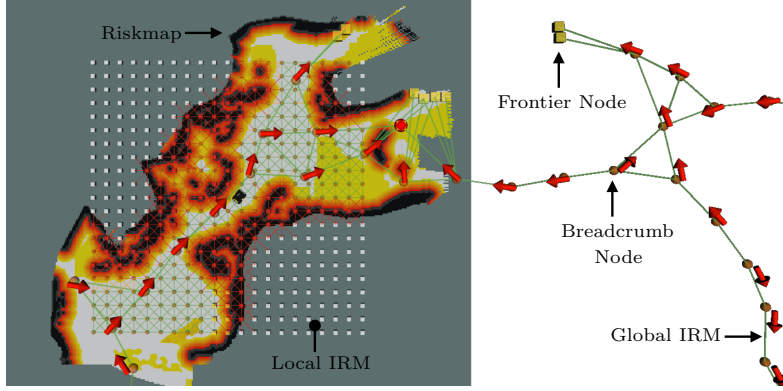 Riskmap
Frontier Node
Breadcrumb
Node
Global IRM
Local IRM